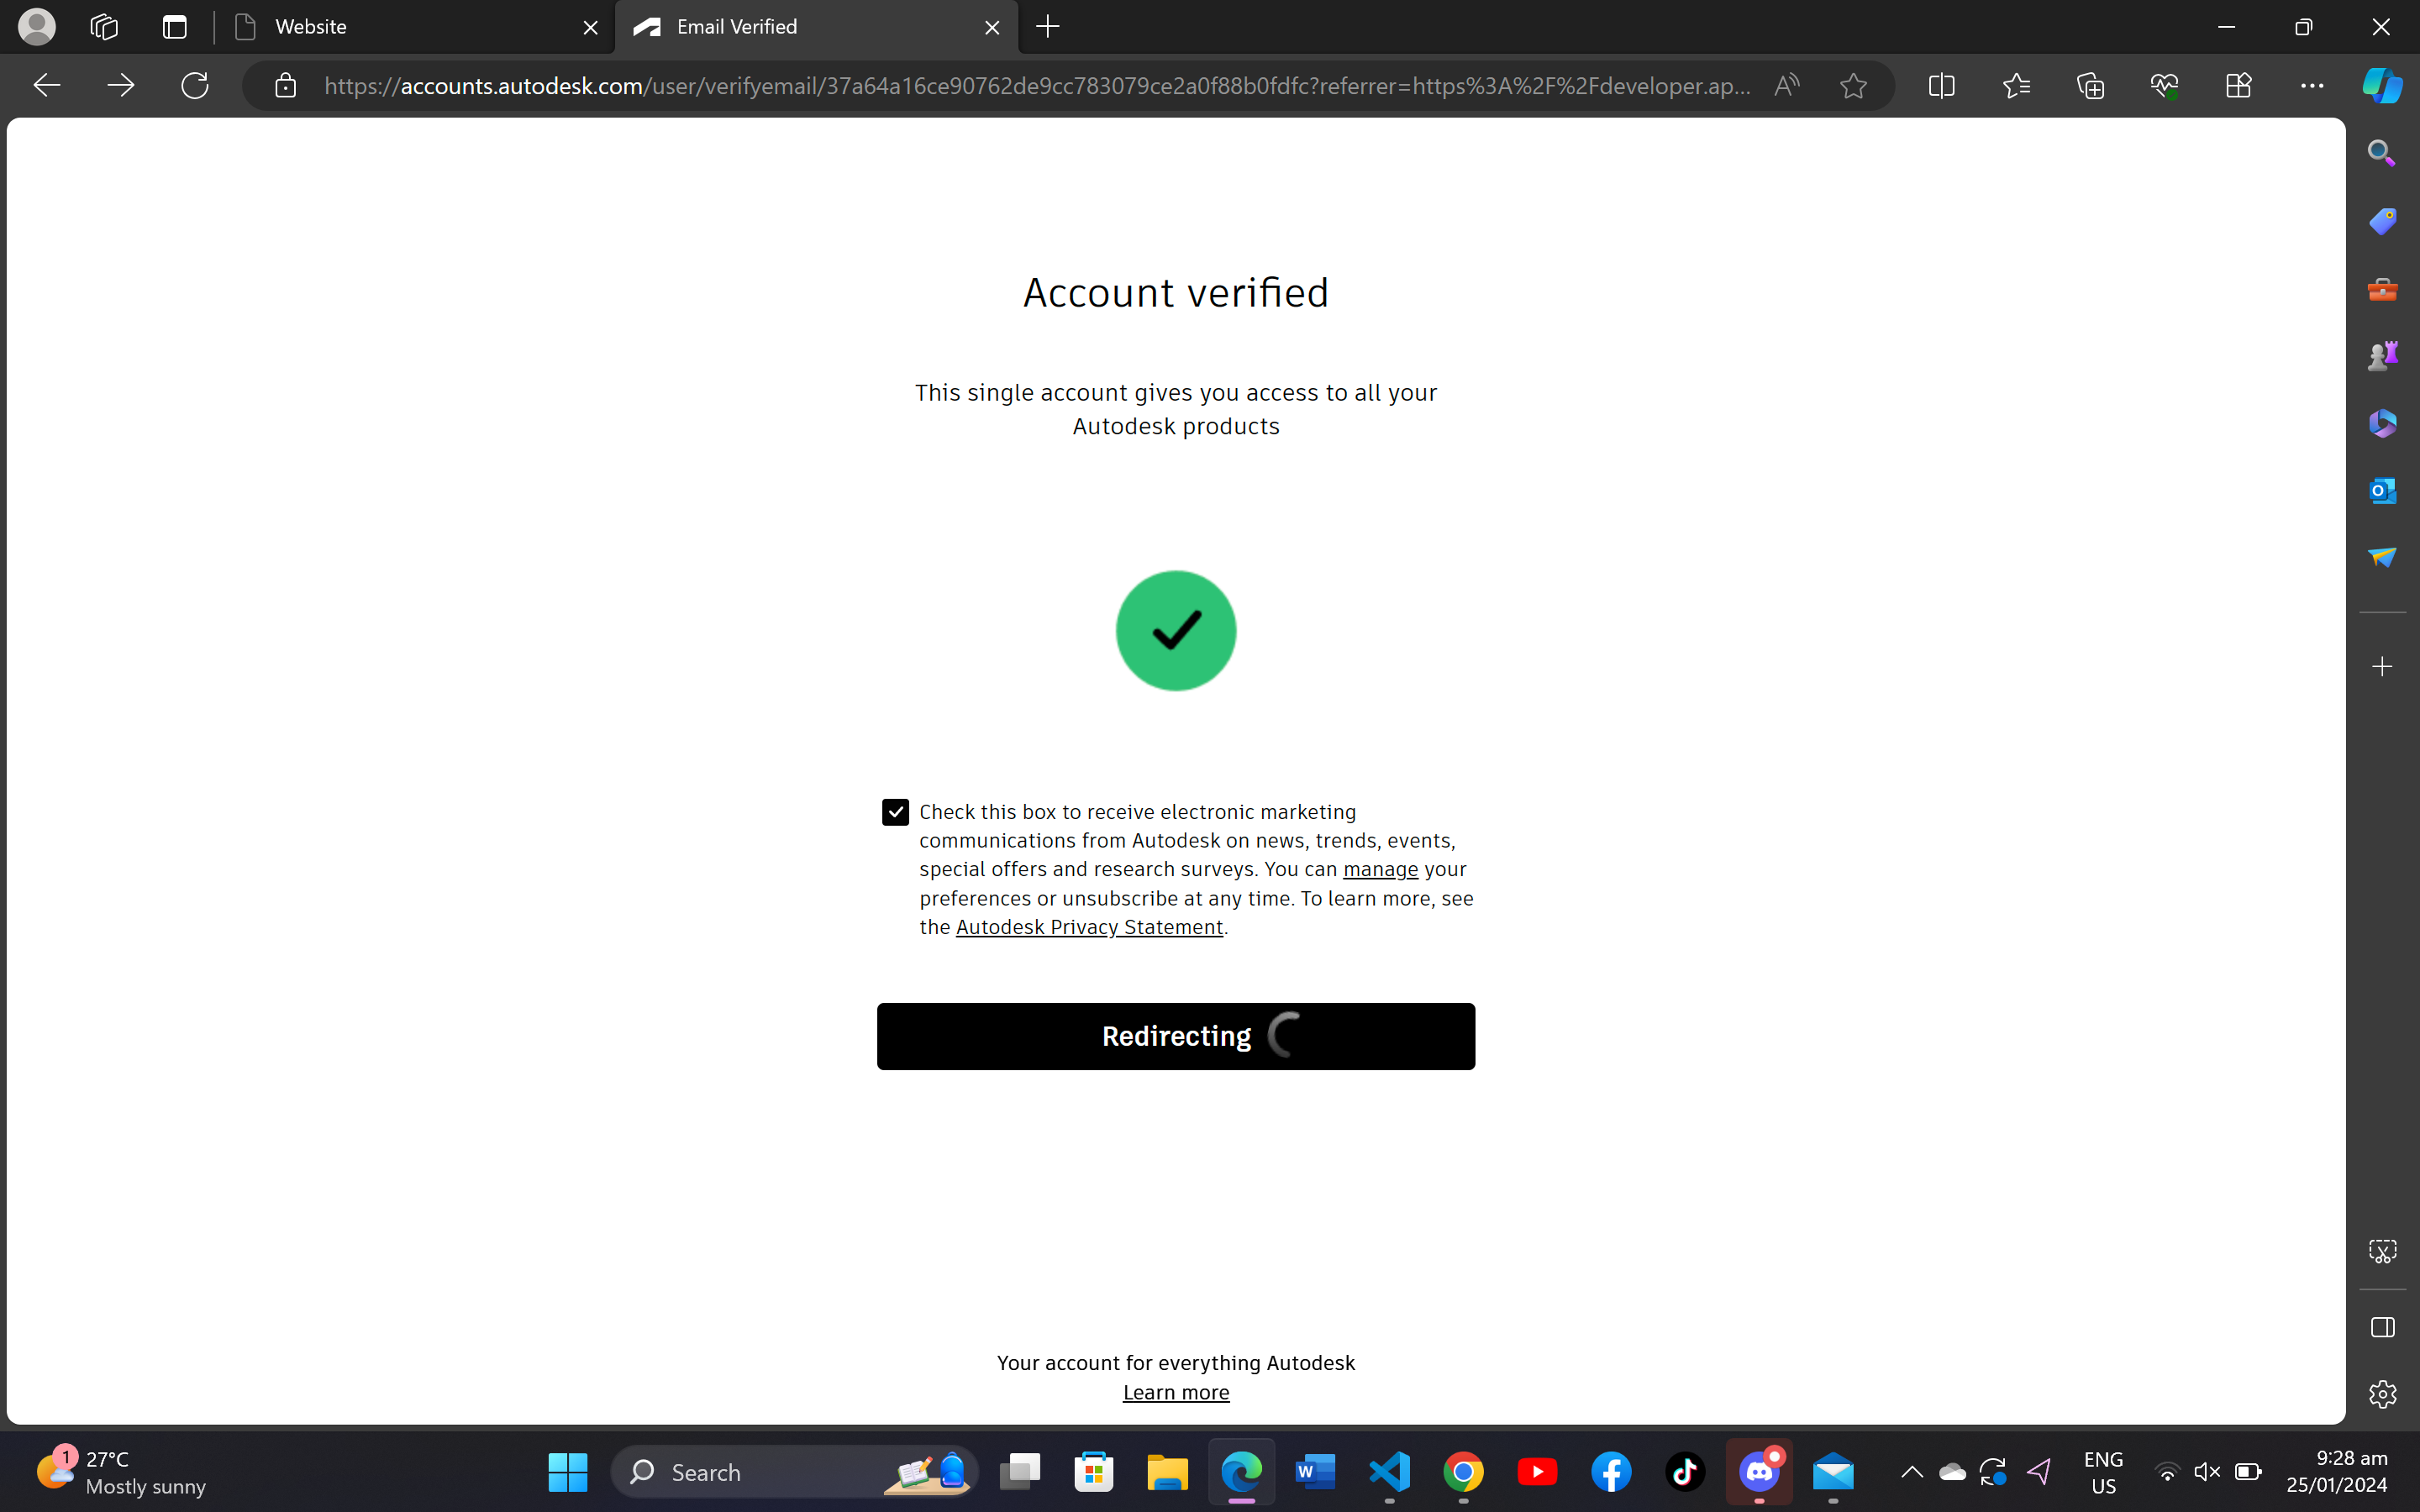 Website
Email Verified
https://accounts.autodesk.com/user/verifyemail/37a64a16ce90762de9cc783079ce2a0f88b0fdfc?referrer=https%3A%2F%2Fdeveloper.ap...
Account verified
This single account gives you access to all your
Autodesk products
Check this box to receive electronic marketing
communications from Autodesk on news, trends, events,
special offers and research surveys. You can manage your
preferences or unsubscribe at any time. To learn more, see
the Autodesk Privacy Statement.
Redirecting
Your account for everything Autodesk
Learn more
1
27°C
Mostly sunny
Search
ENG
US
9:28 am
25/01/2024